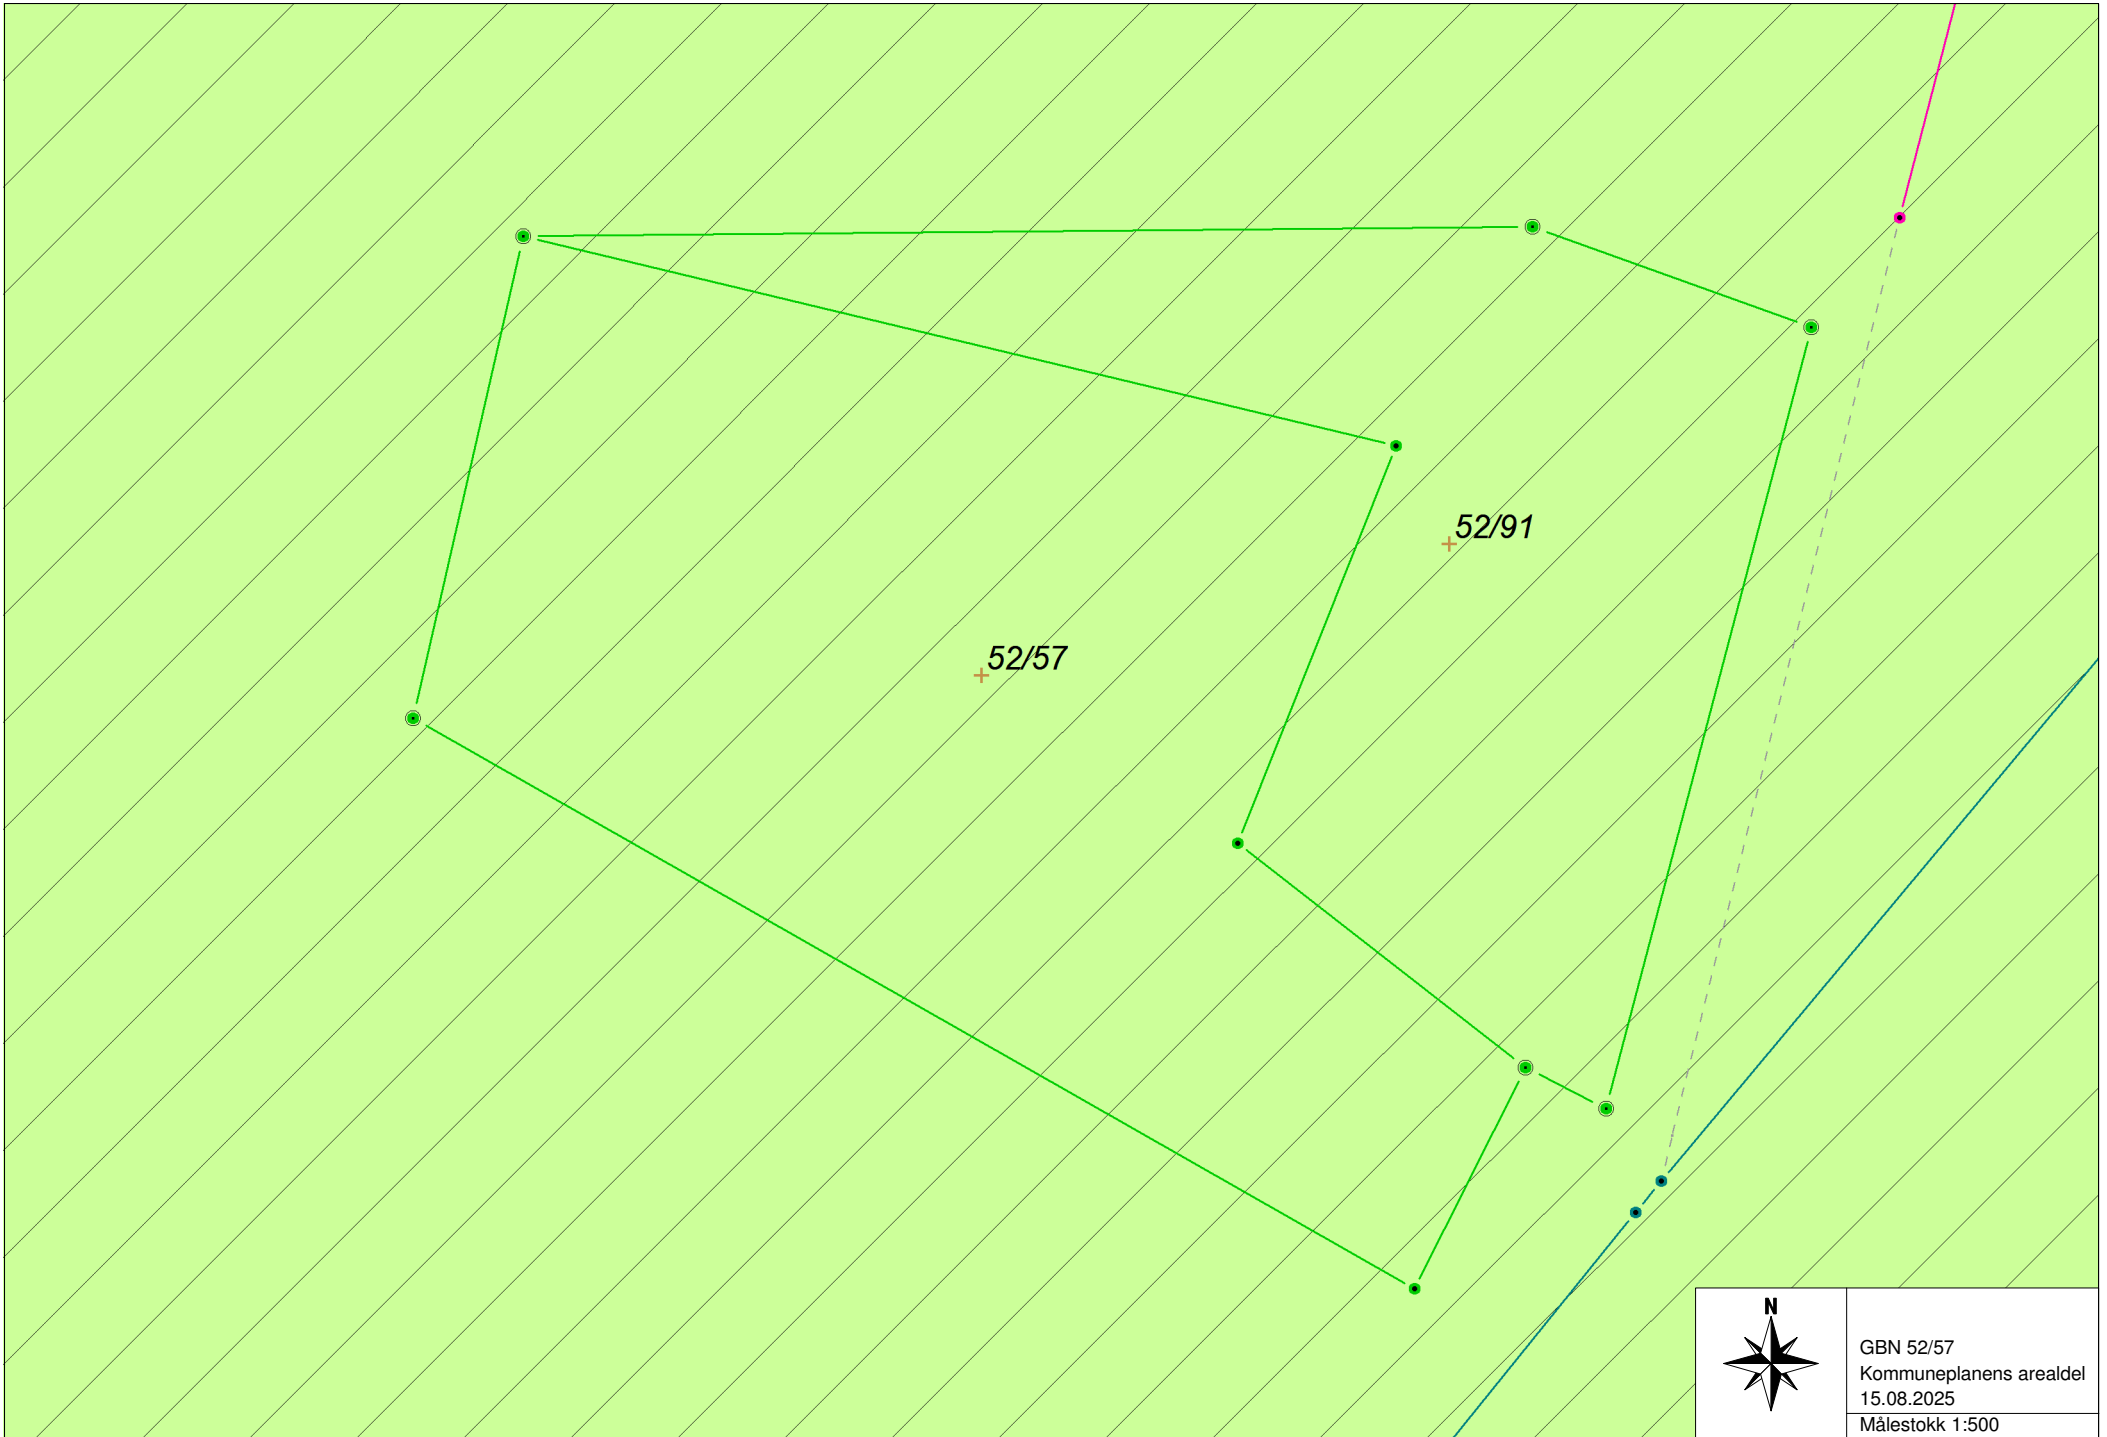 52/91
52/57
N
GBN 52/57
Kommuneplanens arealdel
15.08.2025
Målestokk 1:500